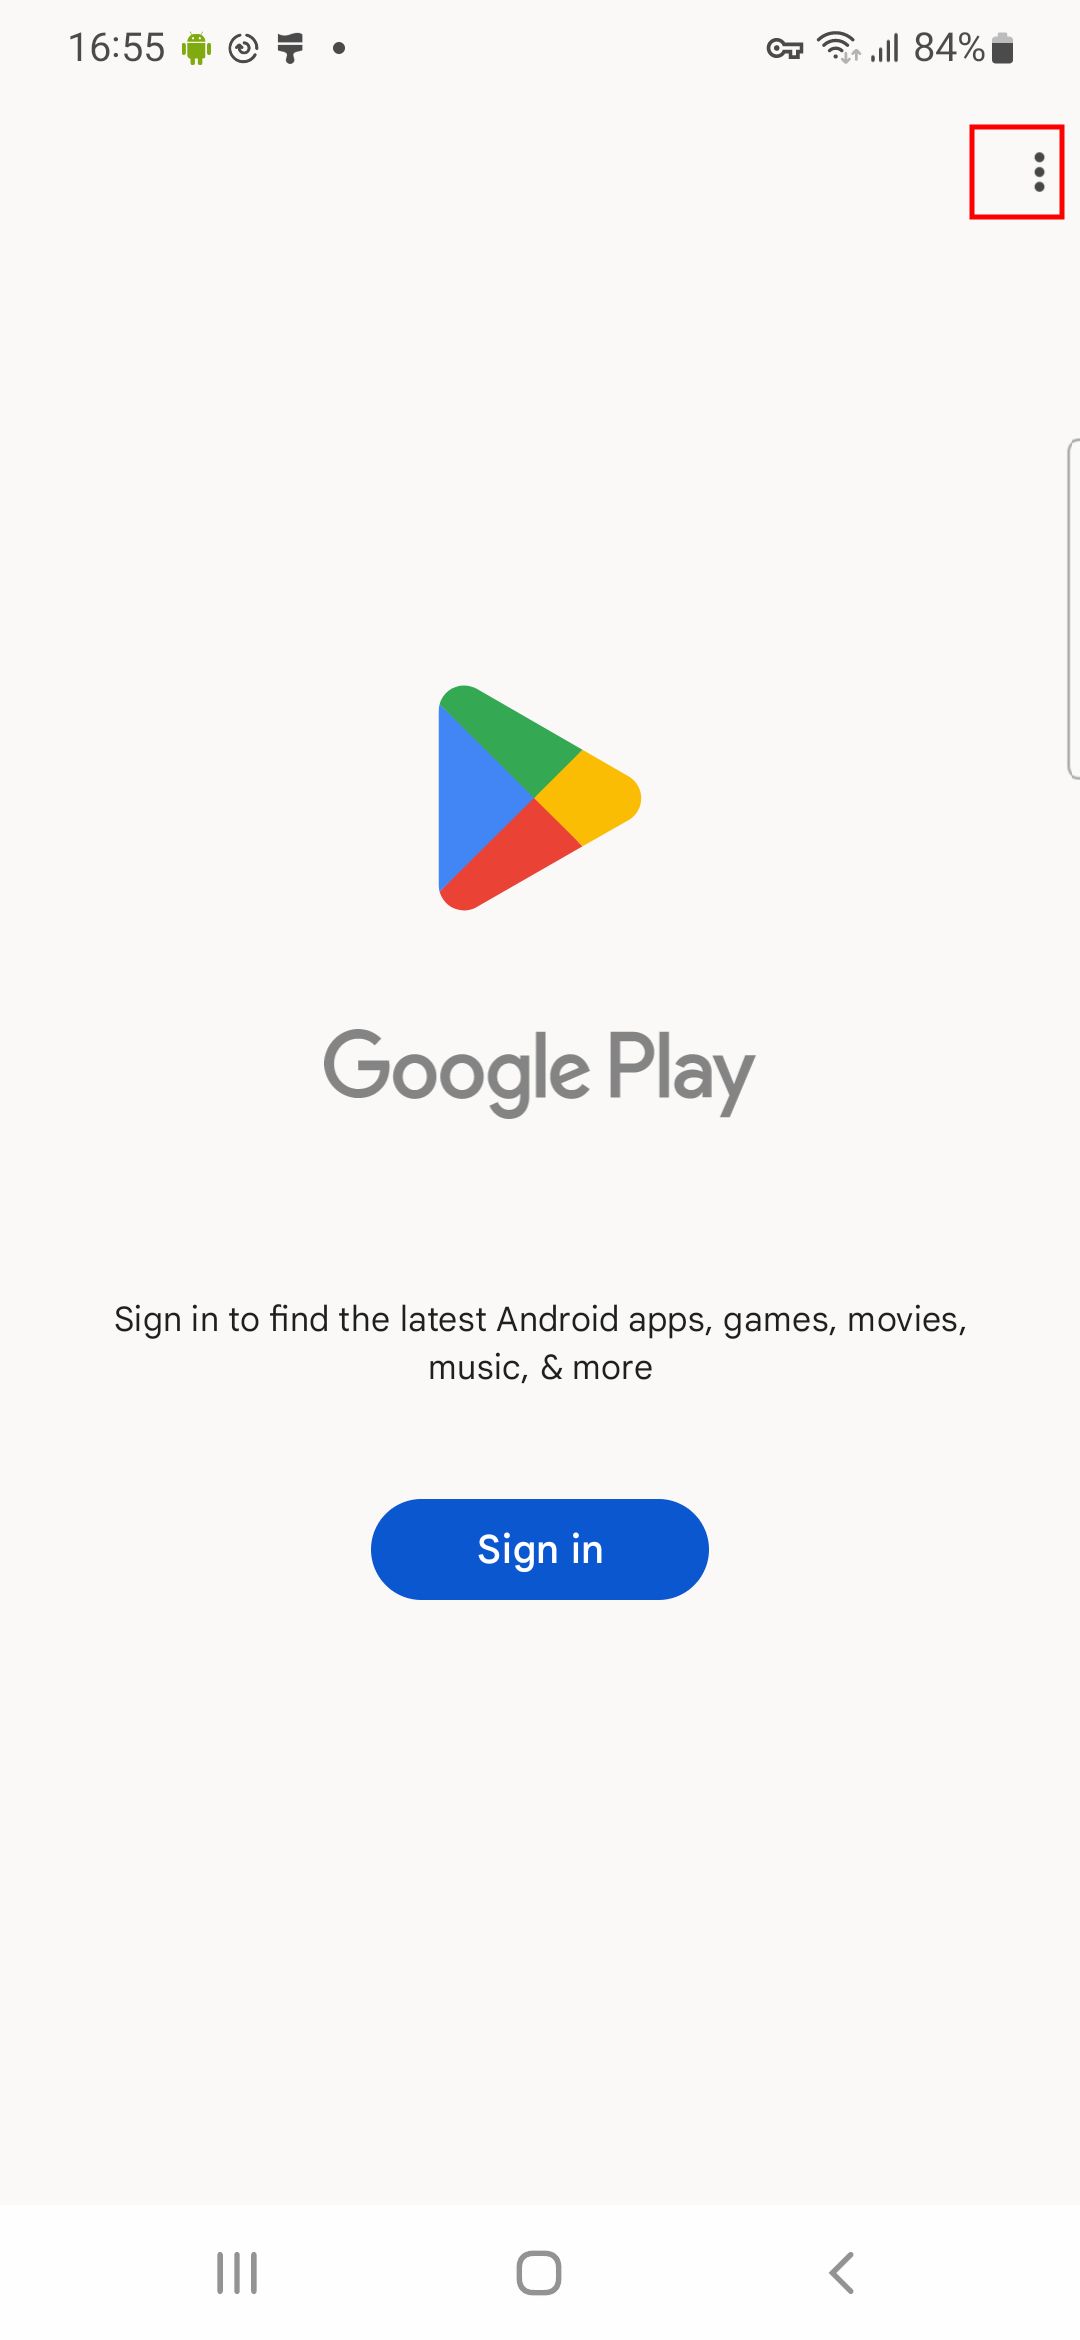 16:55
84%
Google Play
Sign in to find the latest Android apps, games, movies,
music, & more
Sign in